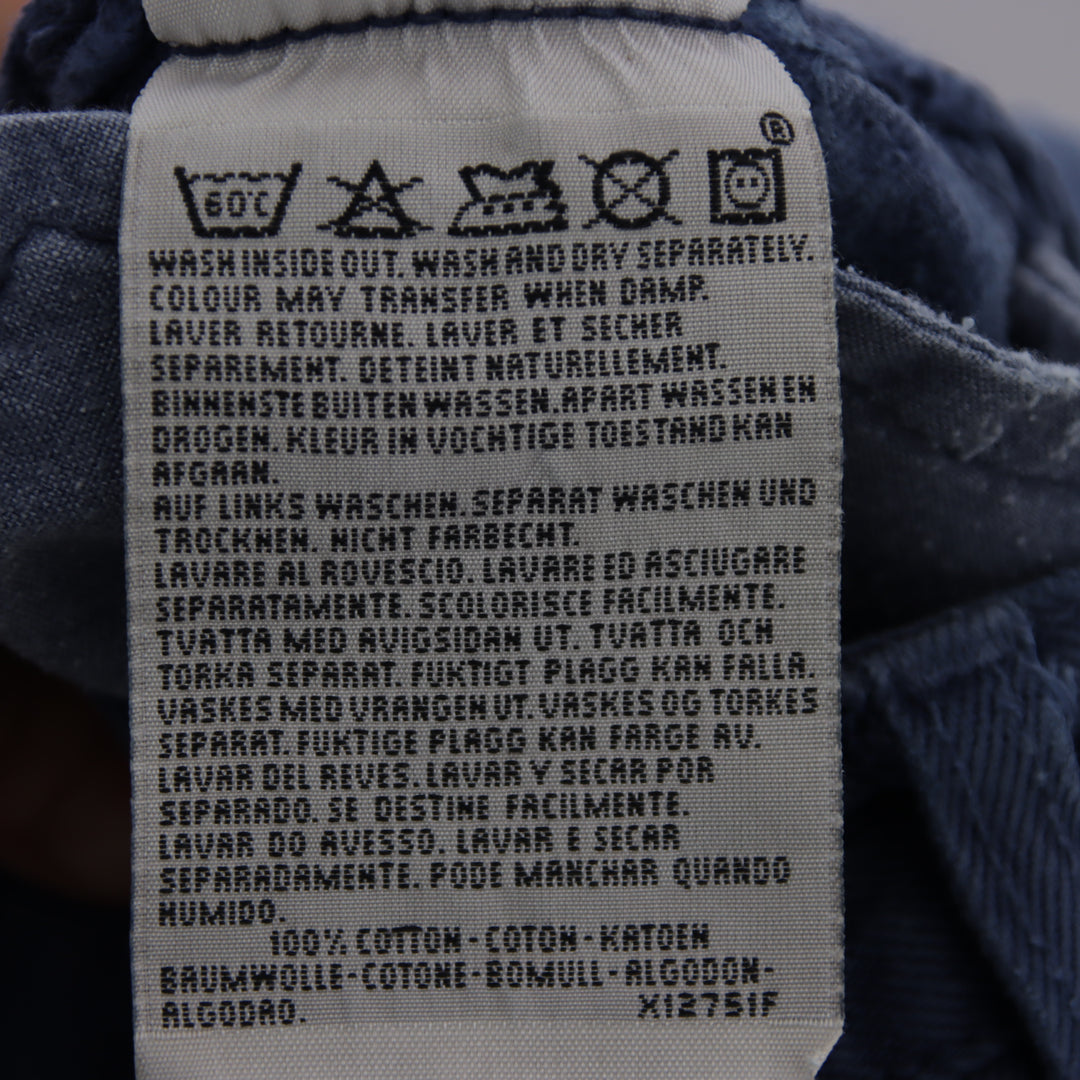 ®
60°C
WASH INSIDE OUT. WASH AND DRY SEPARATELY.
COLOUR MAY TRANSFER WHEN DAMP.
LAVER RETOURNE. LAVER ET SECHER
SEPAREMENT. DETEINT NATURELLEMENT.
BINNENSTE BUITEN WASSEN. APART WASSEN EN
DROGEN. KLEUR IN VOCHTIGE TOESTAND KAN
AFGAAN.
AUF LINKS WASCHEN. SEPARAT WASCHEN UND
TROCKNEN. NICHT FARBECHT.
LAVARE AL ROVESCIO. LAVARE ED ASCIUGARE
SEPARATAMENTE. SCOLORISCE FACILMENTE.
TVATTA MED AVIGSIDAN UT. TVATTA OCH
TORKA SEPARAT. FUKTIGT PLAGG KAN FALLA.
VASKES MED VRANGEN UT. VASKES OG TORKES
SEPARAT. FUKTIGE PLAGG KAN FARGE AV.
LAVAR DEL REVES. LAVAR Y SECAR POR
SEPARADO. SE DESTINE FACILMENTE.
LAVAR DO AVESSO. LAVAR E SECAR
SEPARADAMENTE. PODE MANCHAR QUANDO
HUMIDO.
100% COTTON - COTON - KATOEN
BAUMWOLLE - COTONE - BOMULL - ALGODON -
ALGODAO. X12751F